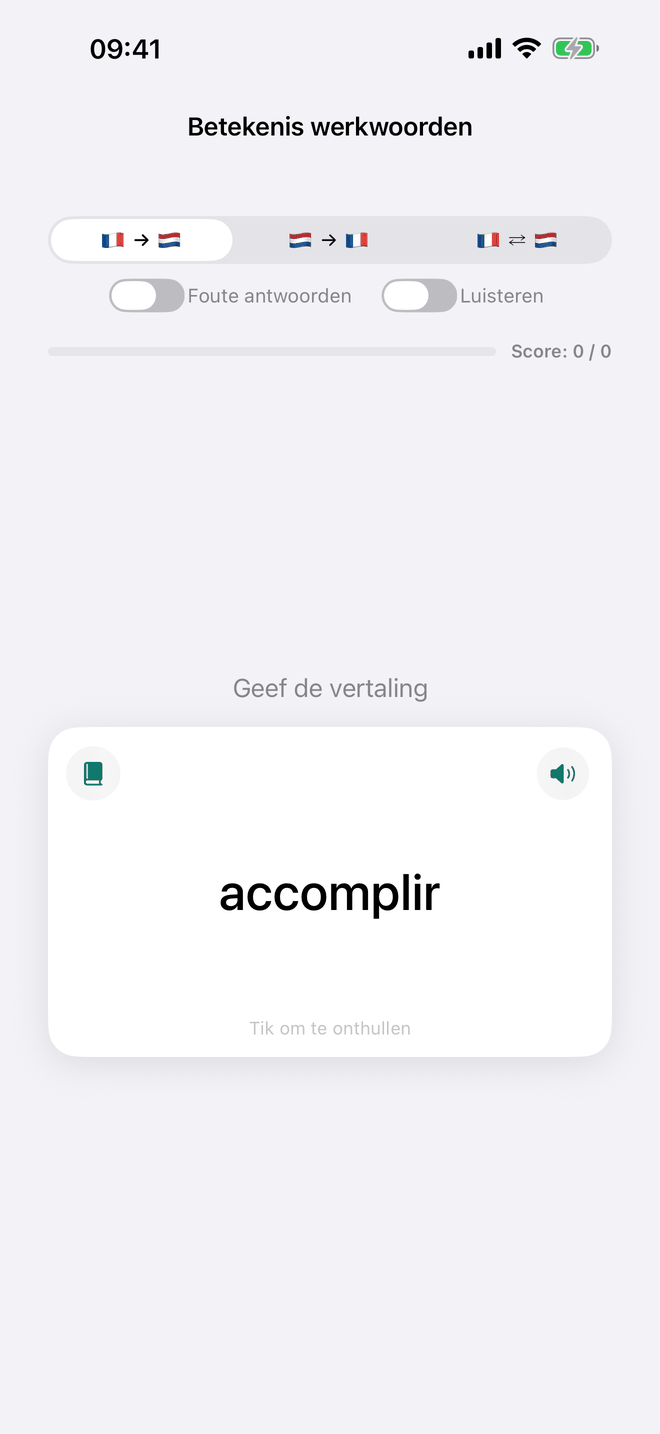 09:41
Betekenis werkwoorden
🇫🇷 → 🇳🇱 🇳🇱 → 🇫🇷 🇫🇷 ⇄ 🇳🇱
Foute antwoorden Luisteren
Score: 0 / 0
Geef de vertaling
accomplir
Tik om te onthullen